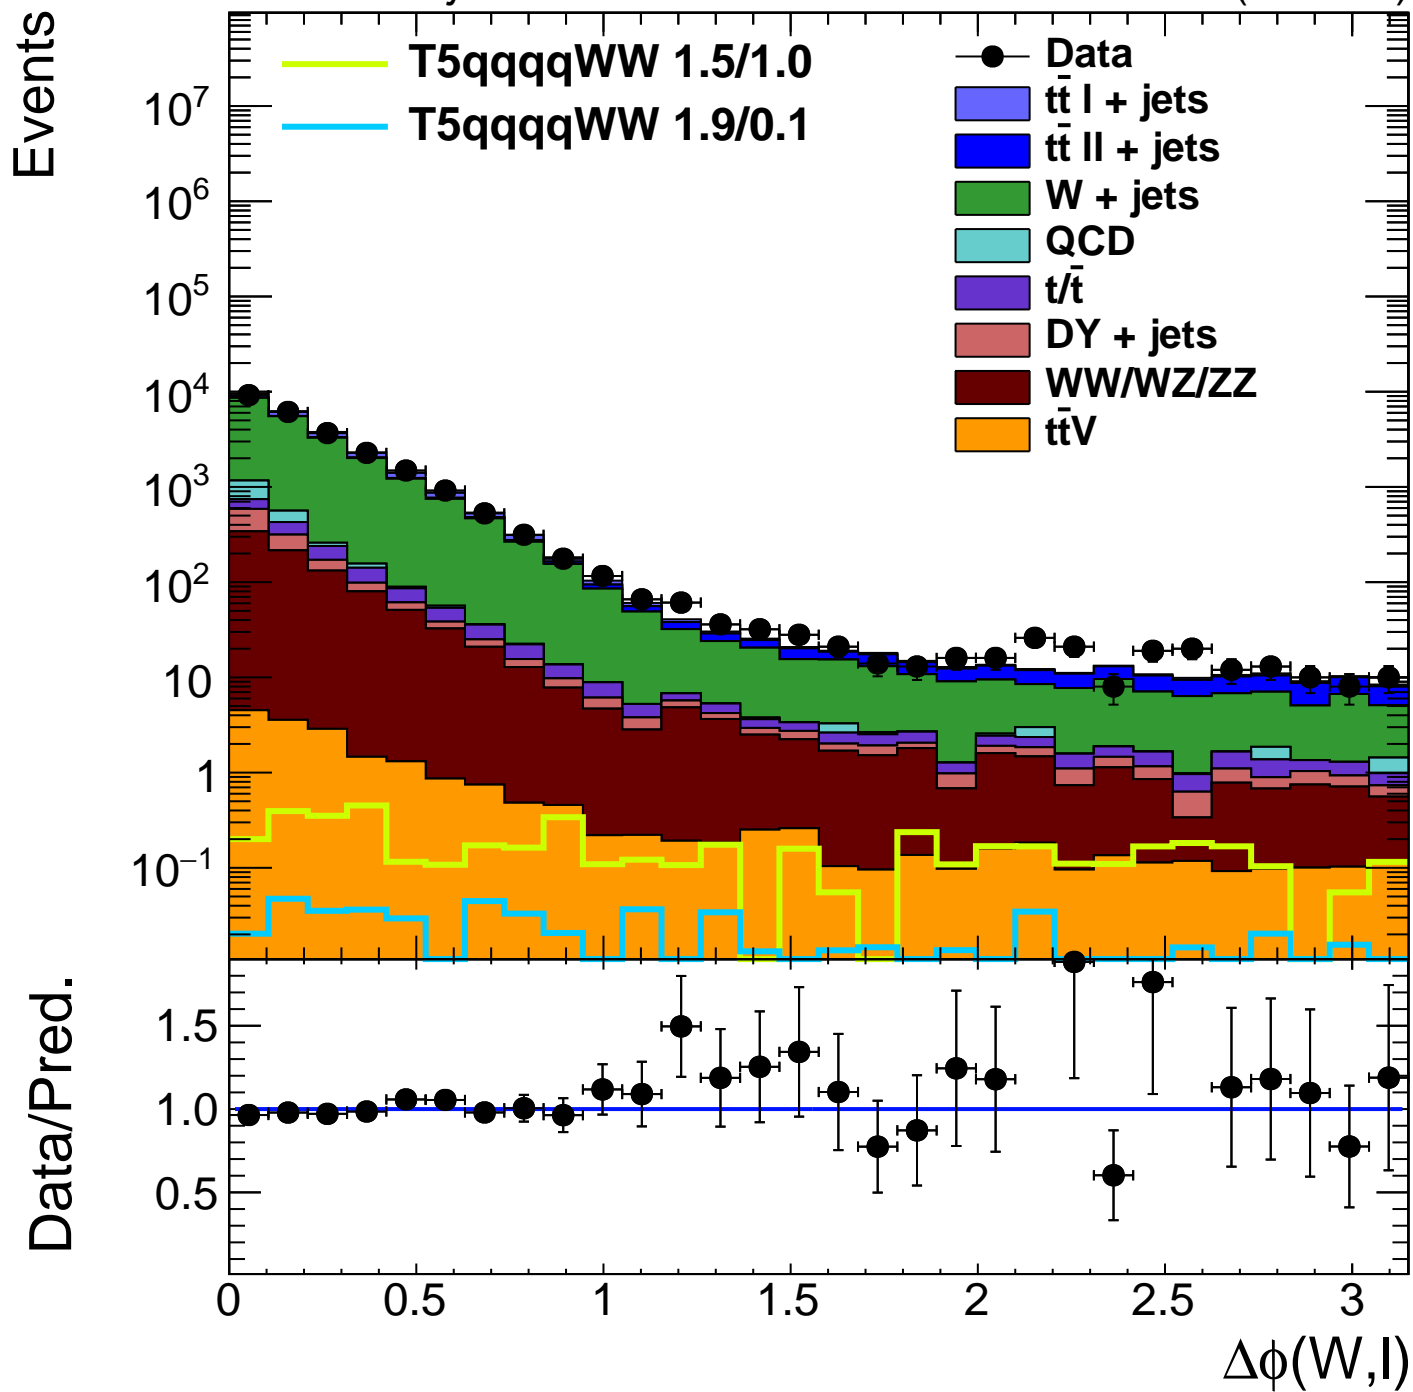 Events
T5qqqqWW 1.5/1.0
T5qqqqWW 1.9/0.1
Data
tt̄ l + jets
tt̄ ll + jets
W + jets
QCD
t/t̄
DY + jets
WW/WZ/ZZ
tt̄V
10⁷
10⁶
10⁵
10⁴
10³
10²
10
1
10⁻¹
Data/Pred.
1.5
1.0
0.5
0 0.5 1 1.5 2 2.5 3
Δϕ(W,l)